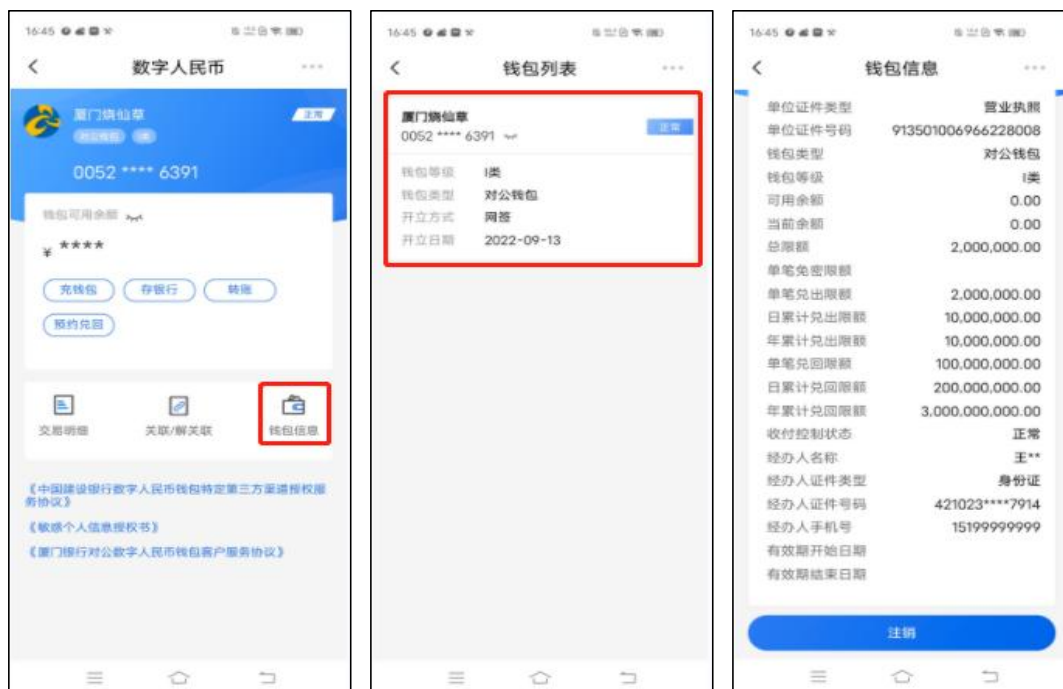 16:45
数字人民币
厦门烧仙草
正常
对公钱包 I类
0052 **** 6391
钱包可用余额
¥ ****
充钱包 存银行 转账
预约兑回
交易明细 关联/解关联 钱包信息
《中国建设银行数字人民币钱包特定第三方渠道授权服
务协议》
《敏感个人信息授权书》
《厦门银行对公数字人民币钱包客户服务协议》
16:45
钱包列表
厦门烧仙草
0052 **** 6391
正常
钱包等级 I类
钱包类型 对公钱包
开立方式 网签
开立日期 2022-09-13
16:45
钱包信息
单位证件类型 营业执照
单位证件号码 913501006966228008
钱包类型 对公钱包
钱包等级 I类
可用余额 0.00
当前余额 0.00
总限额 2,000,000.00
单笔免密限额
单笔兑出限额 2,000,000.00
日累计兑出限额 10,000,000.00
年累计兑出限额 10,000,000.00
单笔兑回限额 100,000,000.00
日累计兑回限额 200,000,000.00
年累计兑回限额 3,000,000,000.00
收付控制状态 正常
经办人名称 王**
经办人证件类型 身份证
经办人证件号码 421023****7914
经办人手机号 15199999999
有效期开始日期
有效期结束日期
注销